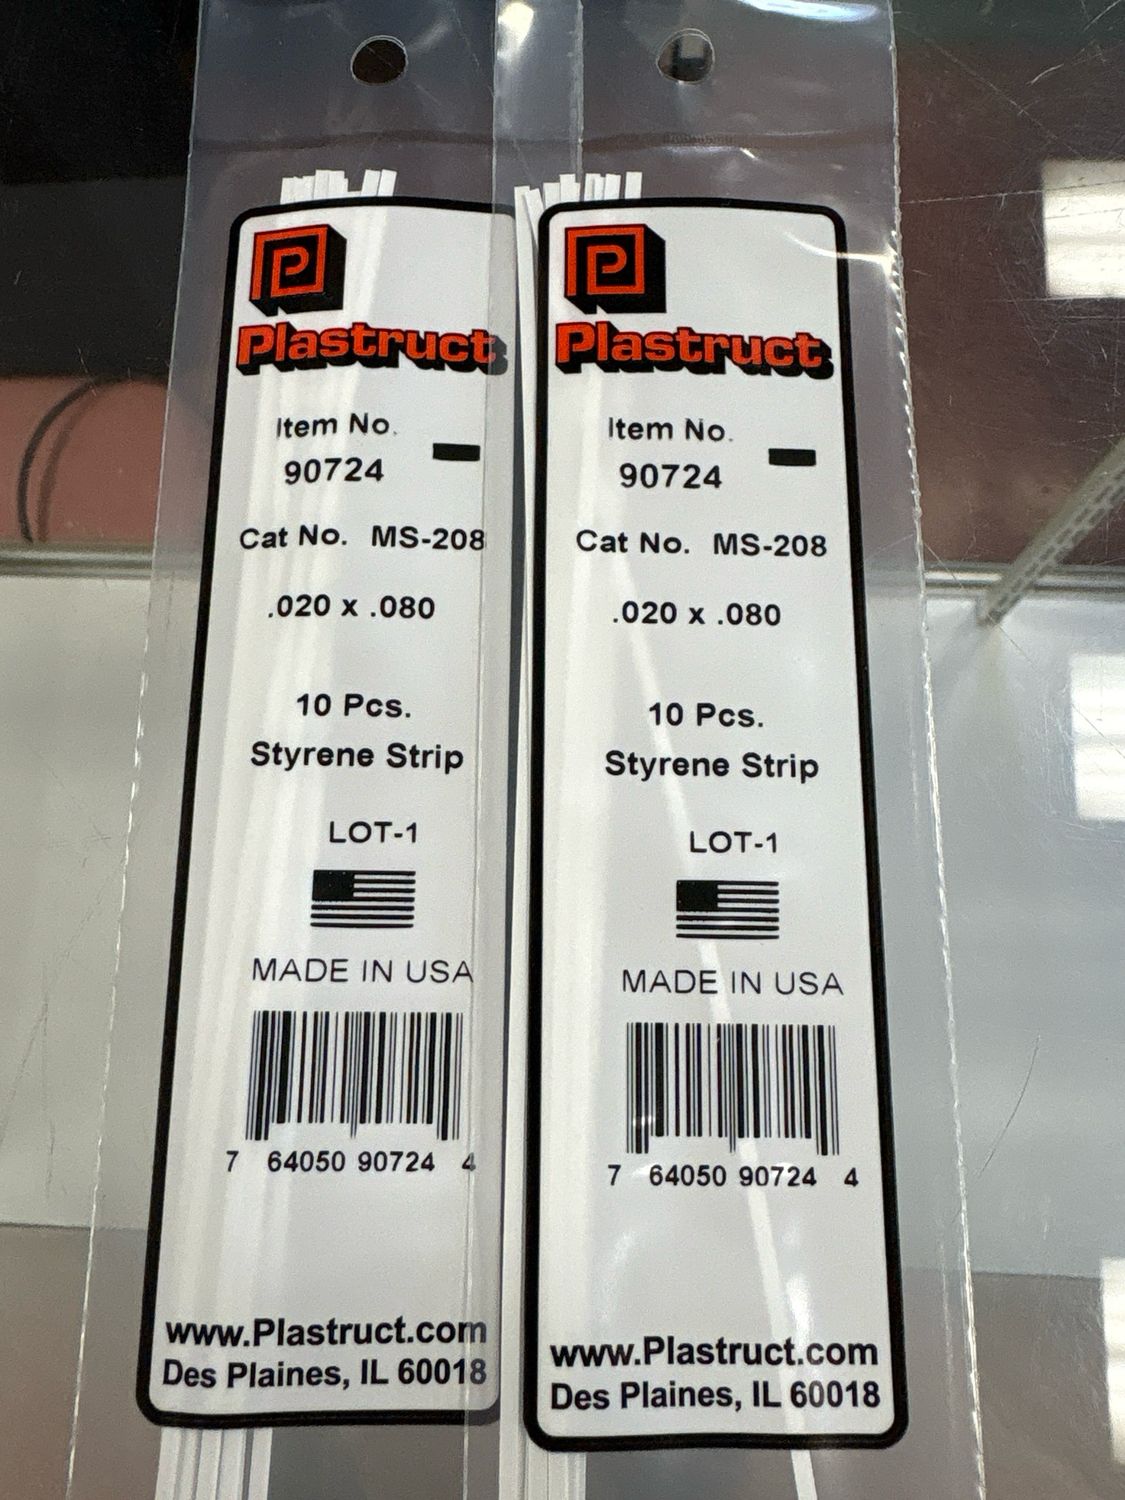 Plastruct
Item No.
90724
Cat No. MS-208
.020 x .080
10 Pcs.
Styrene Strip
LOT-1
MADE IN USA
7 64050 90724 4
www.Plastruct.com
Des Plaines, IL 60018
Plastruct
Item No.
90724
Cat No. MS-208
.020 x .080
10 Pcs.
Styrene Strip
LOT-1
MADE IN USA
7 64050 90724 4
www.Plastruct.com
Des Plaines, IL 60018